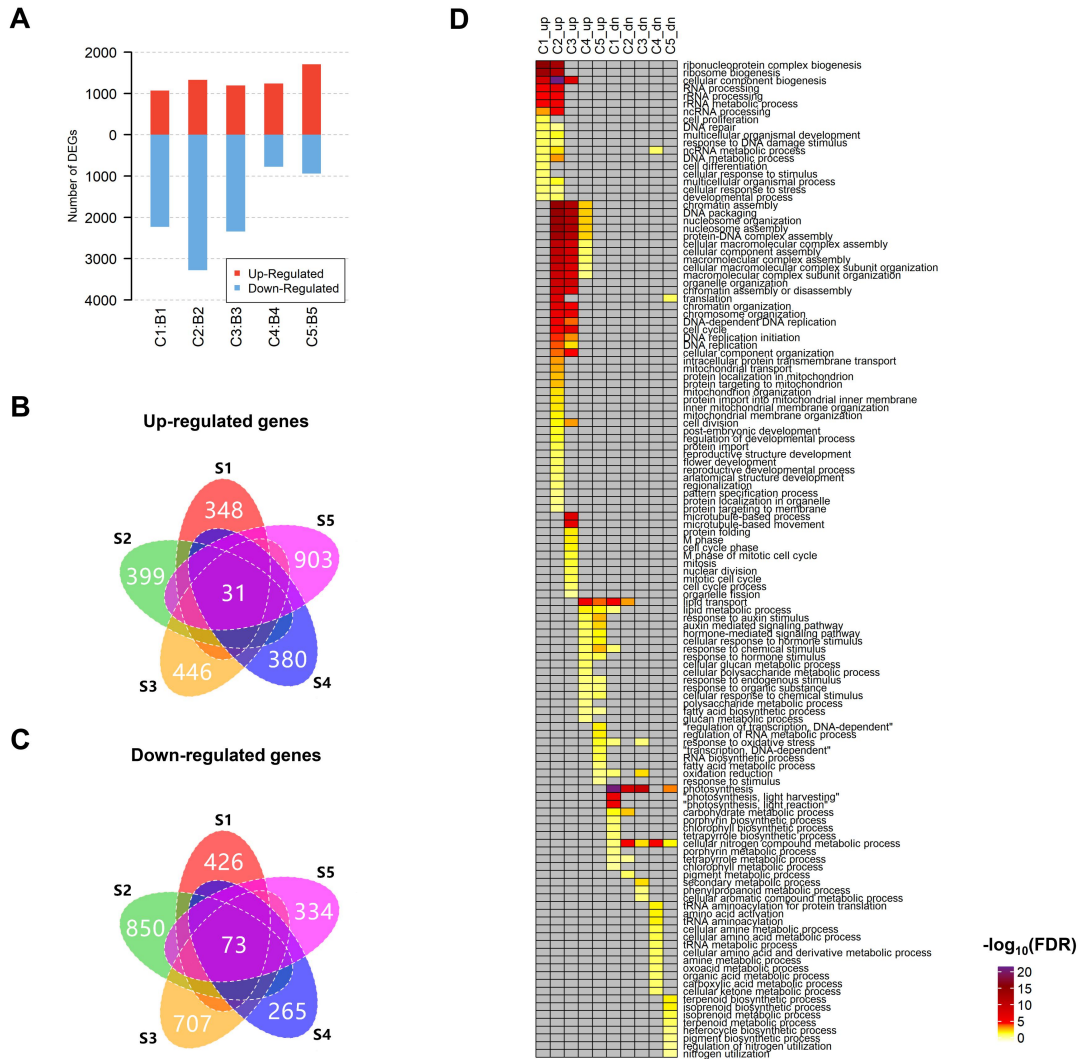 A
2000
1000
0
1000
2000
3000
4000
Number of DEGs
Up-Regulated
Down-Regulated
C1:B1
C2:B2
C3:B3
C4:B4
C5:B5
B
Up-regulated genes
S1
S2
S3
S4
S5
348
399
446
380
903
31
C
Down-regulated genes
S1
S2
S3
S4
S5
426
850
707
265
334
73
D
C1_up
C2_up
C3_up
C4_up
C5_up
C1_dn
C2_dn
C3_dn
C4_dn
C5_dn
ribonucleoprotein complex biogenesis
ribosome biogenesis
cellular component biogenesis
RNA processing
rRNA processing
rRNA metabolic process
ncRNA processing
cell proliferation
DNA repair
multicellular organismal development
response to DNA damage stimulus
ncRNA metabolic process
DNA metabolic process
cell differentiation
cellular response to stimulus
multicellular organismal process
cellular response to stress
developmental process
chromatin assembly
DNA packaging
nucleosome organization
nucleosome assembly
protein-DNA complex assembly
cellular macromolecular complex assembly
cellular component assembly
macromolecular complex assembly
cellular macromolecular complex subunit organization
macromolecular complex subunit organization
organelle organization
chromatin assembly or disassembly
translation
chromatin organization
chromosome organization
DNA-dependent DNA replication
cell cycle
DNA replication initiation
DNA replication
cellular component organization
intracellular protein transmembrane transport
mitochondrial transport
protein localization in mitochondrion
protein targeting to mitochondrion
mitochondrion organization
protein import into mitochondrial inner membrane
inner mitochondrial membrane organization
mitochondrial membrane organization
cell division
post-embryonic development
regulation of developmental process
protein import
reproductive structure development
flower development
reproductive developmental process
anatomical structure development
regionalization
pattern specification process
protein localization in organelle
protein targeting to membrane
microtubule-based process
microtubule-based movement
protein folding
M phase
cell cycle phase
M phase of mitotic cell cycle
mitosis
nuclear division
mitotic cell cycle
cell cycle process
organelle fission
lipid transport
lipid metabolic process
response to auxin stimulus
auxin mediated signaling pathway
hormone-mediated signaling pathway
cellular response to hormone stimulus
response to chemical stimulus
response to hormone stimulus
cellular glucan metabolic process
cellular polysaccharide metabolic process
response to endogenous stimulus
response to organic substance
cellular response to chemical stimulus
polysaccharide metabolic process
fatty acid biosynthetic process
glucan metabolic process
"regulation of transcription, DNA-dependent"
regulation of RNA metabolic process
response to oxidative stress
"transcription, DNA-dependent"
RNA biosynthetic process
fatty acid metabolic process
oxidation reduction
response to stimulus
photosynthesis
"photosynthesis, light harvesting"
"photosynthesis, light reaction"
carbohydrate metabolic process
porphyrin biosynthetic process
chlorophyll biosynthetic process
tetrapyrrole biosynthetic process
cellular nitrogen compound metabolic process
porphyrin metabolic process
tetrapyrrole metabolic process
chlorophyll metabolic process
pigment metabolic process
secondary metabolic process
phenylpropanoid metabolic process
cellular aromatic compound metabolic process
tRNA aminoacylation for protein translation
amino acid activation
tRNA aminoacylation
cellular amine metabolic process
cellular amino acid metabolic process
tRNA metabolic process
cellular amino acid and derivative metabolic process
amine metabolic process
oxoacid metabolic process
organic acid metabolic process
carboxylic acid metabolic process
cellular ketone metabolic process
terpenoid biosynthetic process
isoprenoid biosynthetic process
isoprenoid metabolic process
terpenoid metabolic process
heterocycle biosynthetic process
pigment biosynthetic process
regulation of nitrogen utilization
nitrogen utilization
-log10(FDR)
20
15
10
5
0